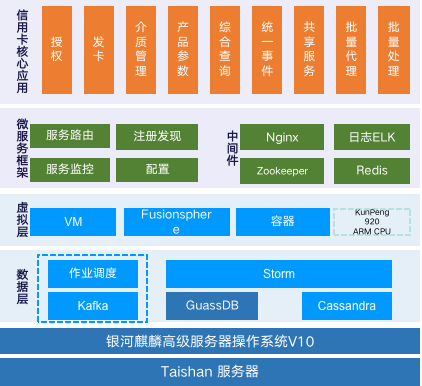 信用卡核心应用
授权
发卡
介质管理
产品参数
综合查询
统一事件
共享服务
批量代理
批量处理
微服务框架
服务路由
注册发现
服务监控
配置
中间件
Nginx
日志ELK
Zookeeper
Redis
虚拟层
VM
Fusionspher
e
容器
KunPeng
920
ARM CPU
数据层
作业调度
Storm
Kafka
GuassDB
Cassandra
银河麒麟高级服务器操作系统V10
Taishan 服务器